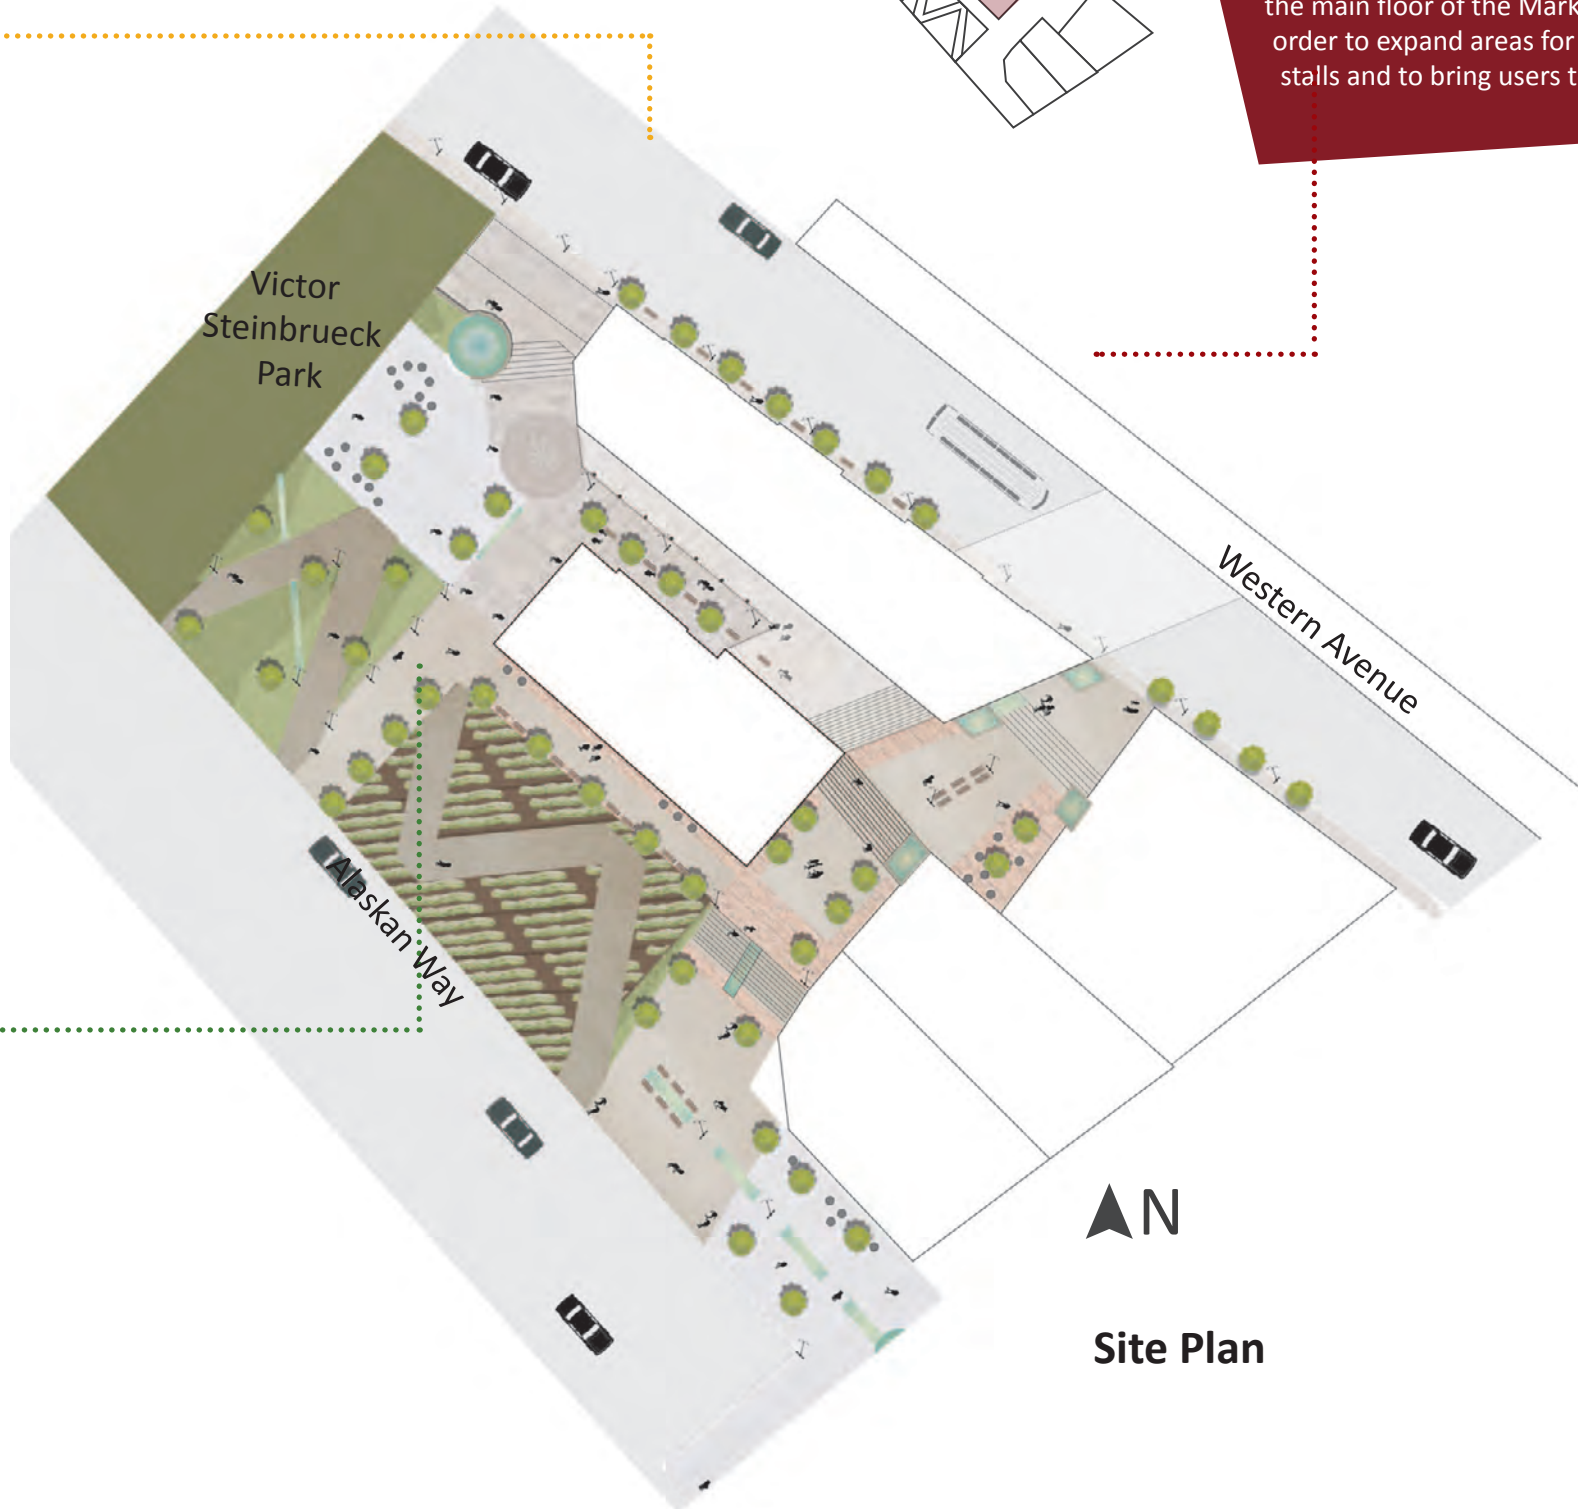 the main floor of the Mark
order to expand areas for
stalls and to bring users t
Victor
Steinbrueck
Park
Western Avenue
Alaskan Way
N
Site Plan